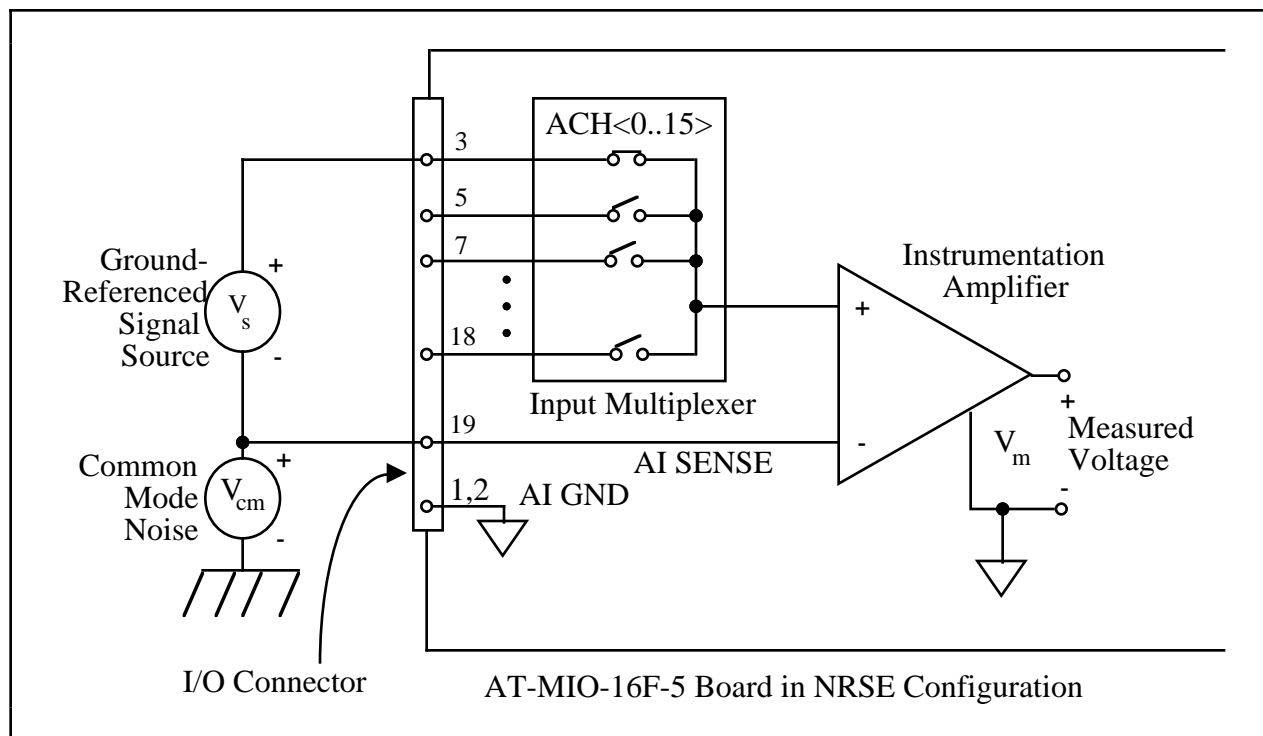 ACH<0..15>
3
5
7
18
19
1,2
Ground-
Referenced
Signal
Source
+
V
s
-
Common
Mode
Noise
+
V
cm
-
Input Multiplexer
AI SENSE
AI GND
Instrumentation
Amplifier
+
-
V
m
+
Measured
Voltage
-
I/O Connector
AT-MIO-16F-5 Board in NRSE Configuration